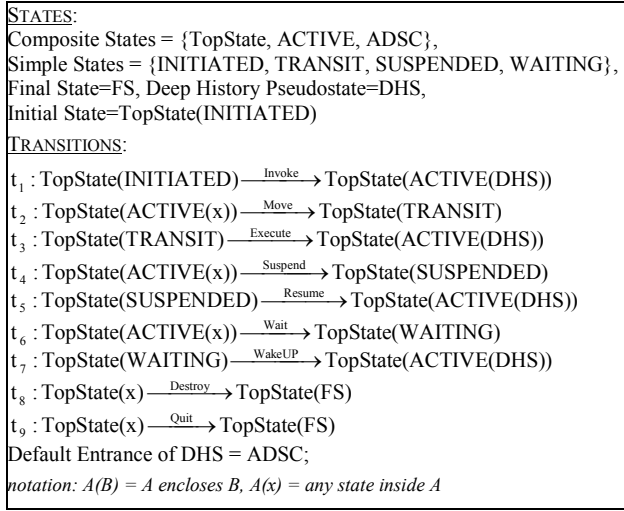 STATES:
Composite States = {TopState, ACTIVE, ADSC},
Simple States = {INITIATED, TRANSIT, SUSPENDED, WAITING},
Final State=FS, Deep History Pseudostate=DHS,
Initial State=TopState(INITIATED)
TRANSITIONS:
t₁ : TopState(INITIATED) —Invoke→ TopState(ACTIVE(DHS))
t₂ : TopState(ACTIVE(x)) —Move→ TopState(TRANSIT)
t₃ : TopState(TRANSIT) —Execute→ TopState(ACTIVE(DHS))
t₄ : TopState(ACTIVE(x)) —Suspend→ TopState(SUSPENDED)
t₅ : TopState(SUSPENDED) —Resume→ TopState(ACTIVE(DHS))
t₆ : TopState(ACTIVE(x)) —Wait→ TopState(WAITING)
t₇ : TopState(WAITING) —WakeUP→ TopState(ACTIVE(DHS))
t₈ : TopState(x) —Destroy→ TopState(FS)
t₉ : TopState(x) —Quit→ TopState(FS)
Default Entrance of DHS = ADSC;
notation: A(B) = A encloses B, A(x) = any state inside A